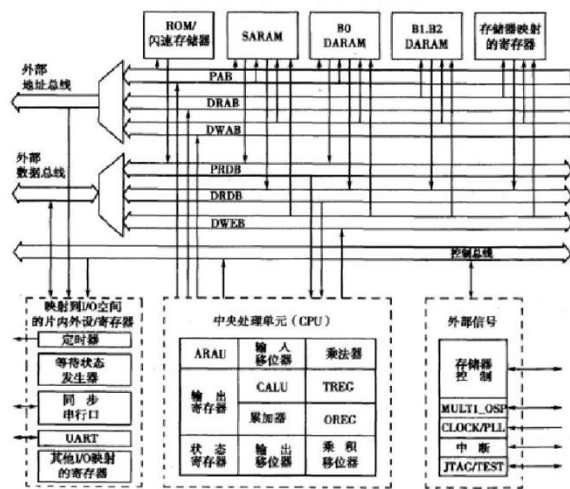 ROM/
闪速存储器
SARAM
B0
DARAM
B1.B2
DARAM
存储器映射
的寄存器
外部
地址总线
PAB
DRAB
DWAB
外部
数据总线
PRDB
DRDB
DWEB
控制总线
映射到I/O空间
的片内外设/寄存器
定时器
等待状态
发生器
同步
串行口
UART
其他I/O映射
的寄存器
中央处理单元(CPU)
ARAU
输入
移位器
乘法器
输出
寄存器
CALU
TREG
累加器
OREG
状态
寄存器
输出
移位器
乘积
移位器
外部信号
存储器
控制
MULTI_OSP
CLOCK/PLL
中断
JTAG/TEST